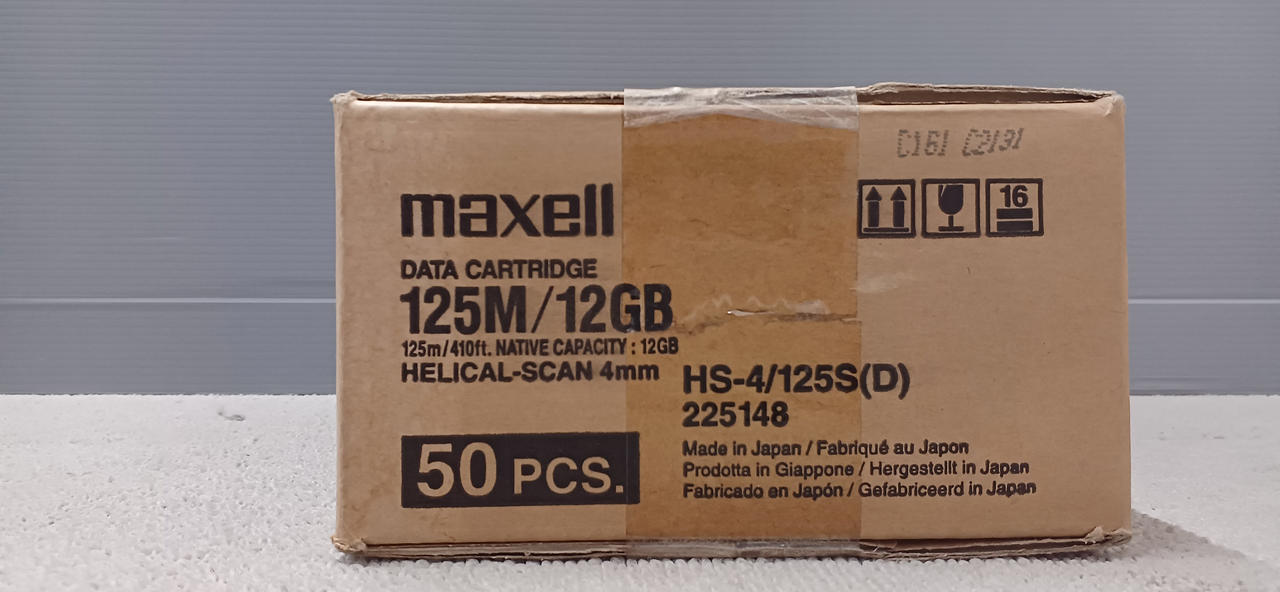 maxell
DATA CARTRIDGE
125M/12GB
125m/410ft. NATIVE CAPACITY : 12GB
HELICAL-SCAN 4mm
50 PCS.
16
HS-4/125S(D)
225148
Made in Japan / Fabriqué au Japon
Prodotta in Giappone / Hergestellt in Japan
Fabricado en Japón / Gefabriceerd in Japan